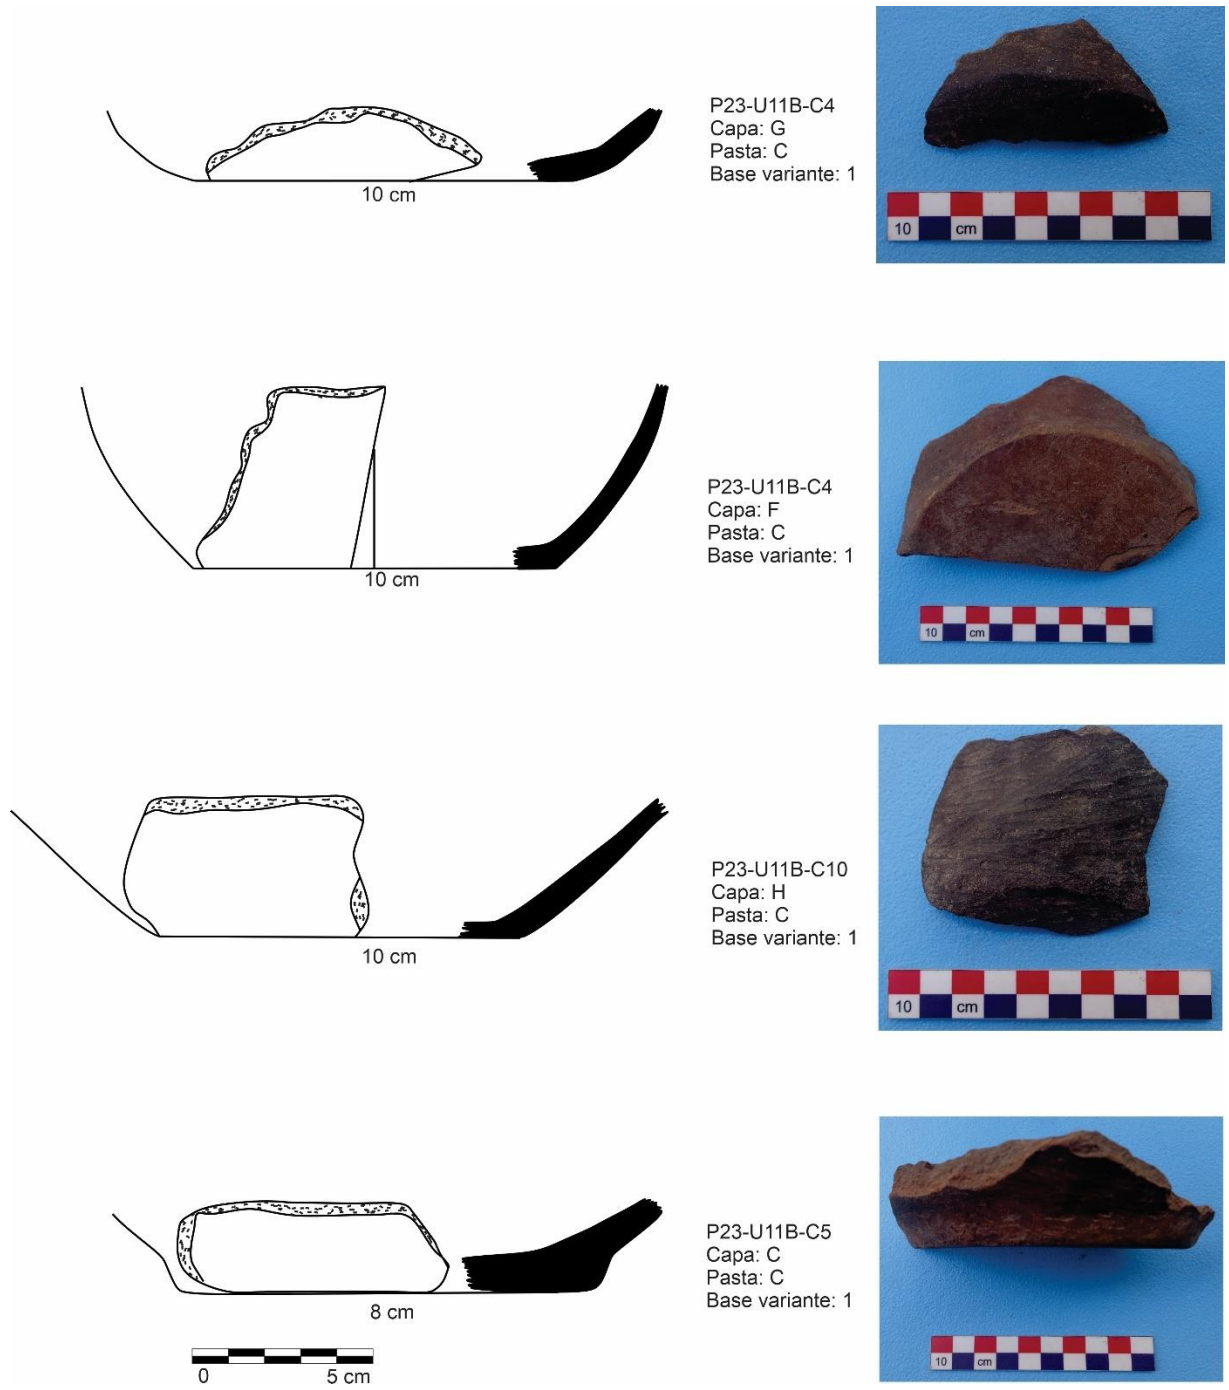 P23-U11B-C4
Capa: G
Pasta: C
Base variante: 1
10 cm
10 cm
P23-U11B-C4
Capa: F
Pasta: C
Base variante: 1
10 cm
10 cm
P23-U11B-C10
Capa: H
Pasta: C
Base variante: 1
10 cm
10 cm
P23-U11B-C5
Capa: C
Pasta: C
Base variante: 1
8 cm
10 cm
0 5 cm